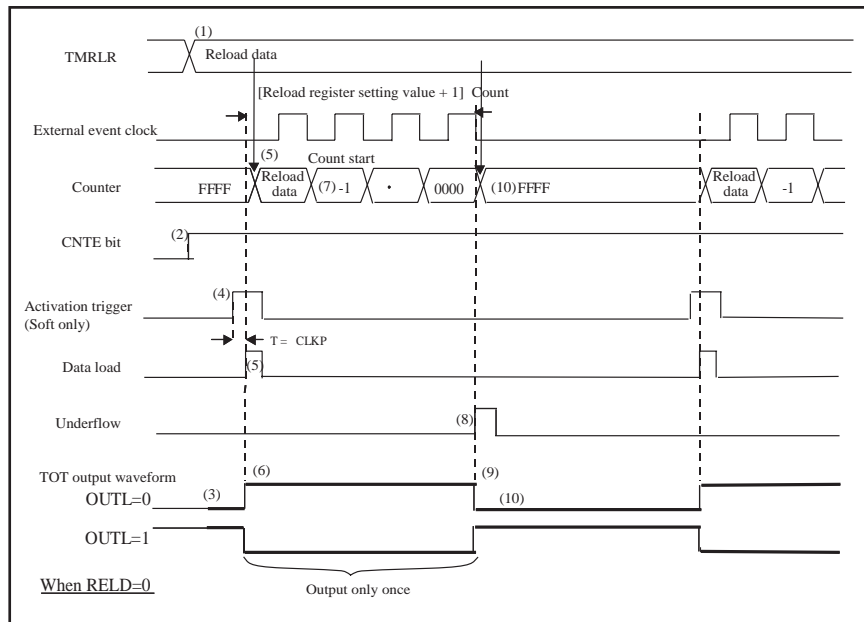 (1)
TMRLR
Reload data
[Reload register setting value + 1] Count
External event clock
(5)
Count start
Counter
FFFF
Reload data
(7) -1
·
0000
(10) FFFF
Reload data
-1
CNTE bit
(2)
(4)
Activation trigger
(Soft only)
T = CLKP
Data load
(5)
Underflow
(8)
TOT output waveform
(6)
(9)
OUTL=0
(3)
(10)
OUTL=1
When RELD=0
Output only once